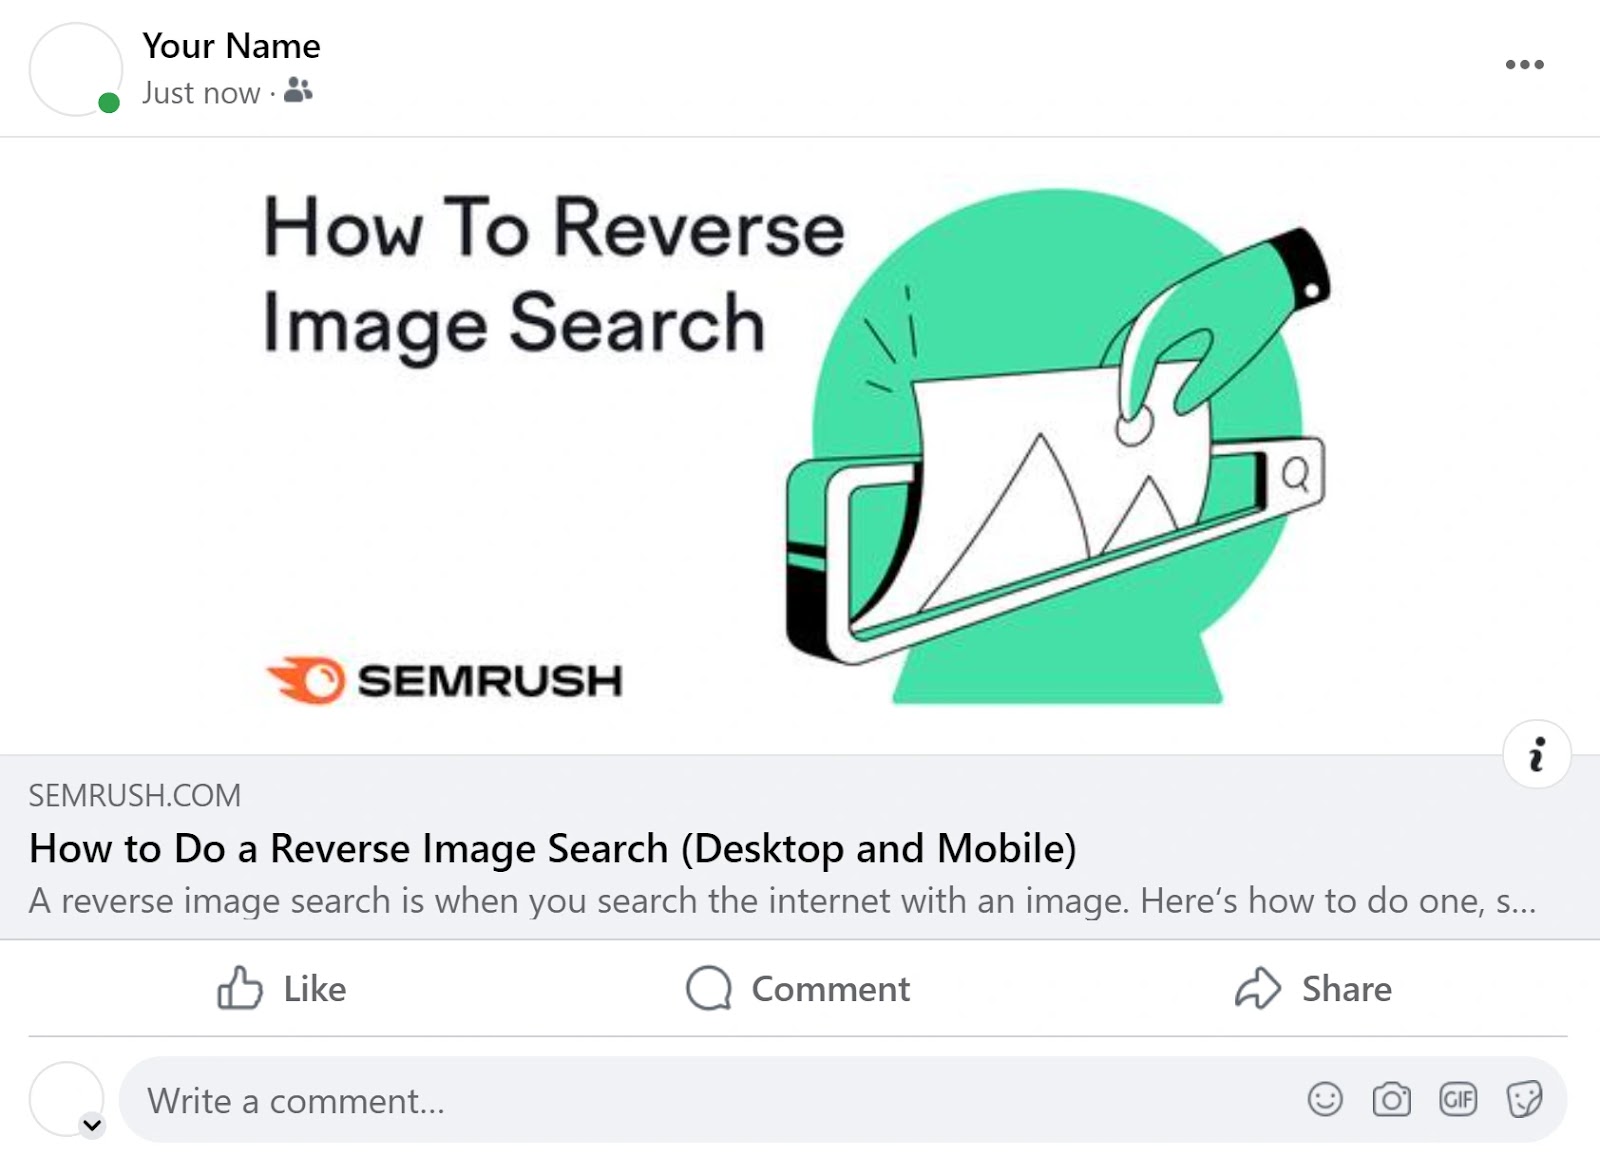 Your Name
Just now ·
How To Reverse
Image Search
SEMRUSH
SEMRUSH.COM
How to Do a Reverse Image Search (Desktop and Mobile)
A reverse image search is when you search the internet with an image. Here‘s how to do one, s...
Like
Comment
Share
Write a comment...
GIF